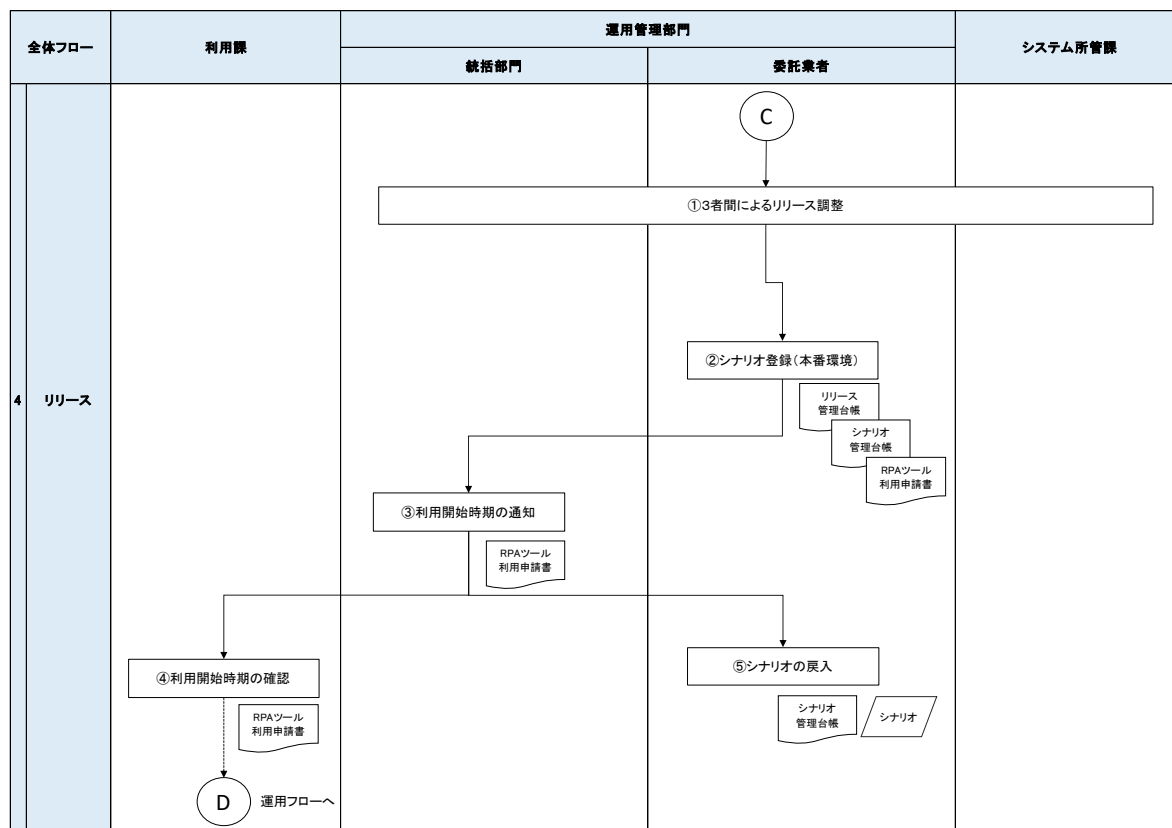 全体フロー
利用課
運用管理部門
統括部門
委託業者
システム所管課
C
①3者間によるリリース調整
②シナリオ登録(本番環境)
4
リリース
リリース
管理台帳
シナリオ
管理台帳
RPAツール
利用申請書
③利用開始時期の通知
RPAツール
利用申請書
④利用開始時期の確認
RPAツール
利用申請書
⑤シナリオの戻入
シナリオ
管理台帳
シナリオ
D
運用フローへ